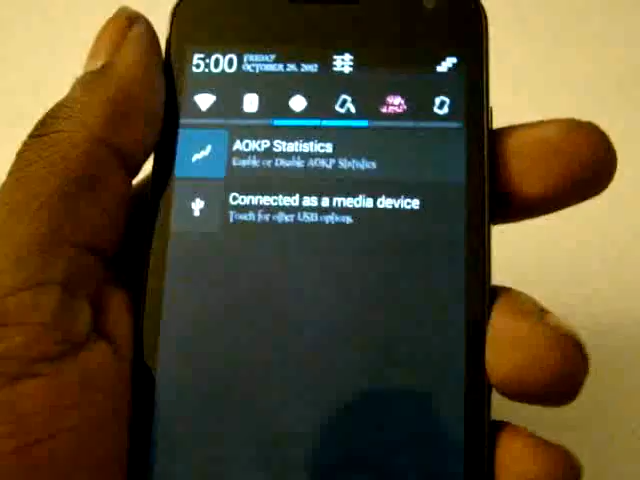 5:00 FRIDAY
OCTOBER 26, 2012
AOKP Statistics
Enable or Disable AOKP Statistics
Connected as a media device
Touch for other USB options.